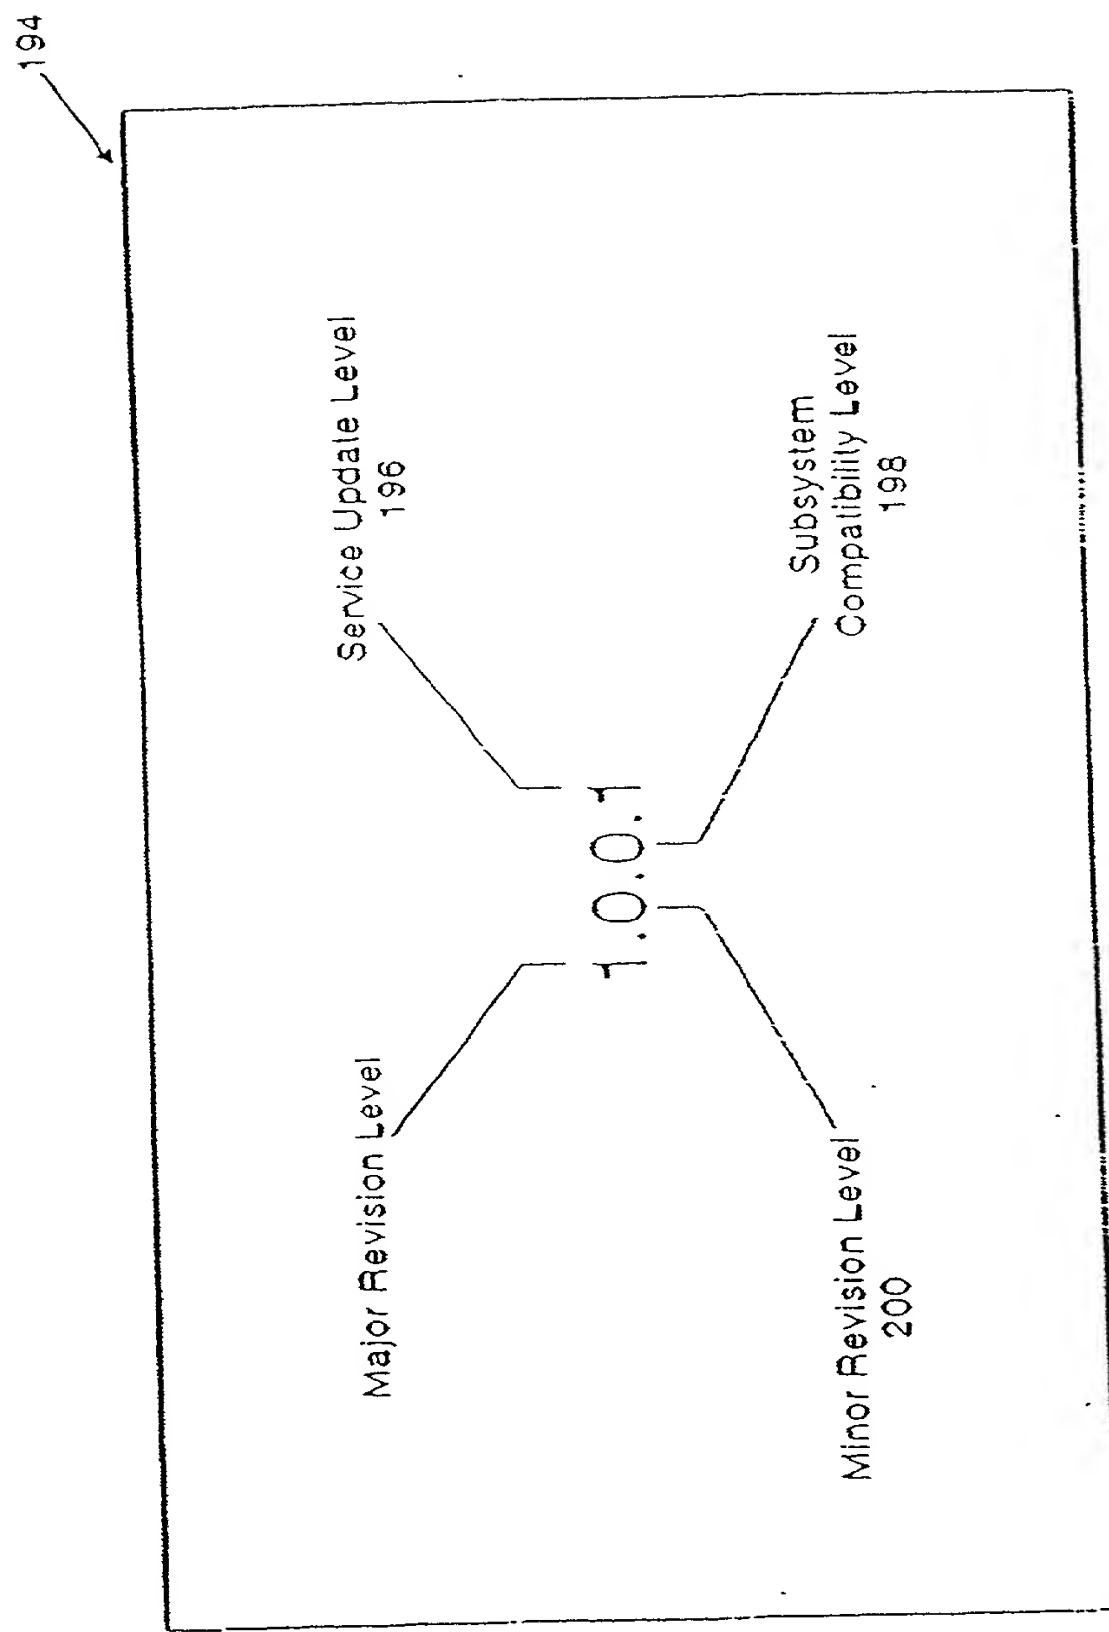 194
Major Revision Level
Service Update Level
196
1.0.0.1
Minor Revision Level
200
Subsystem
Compatibility Level
198